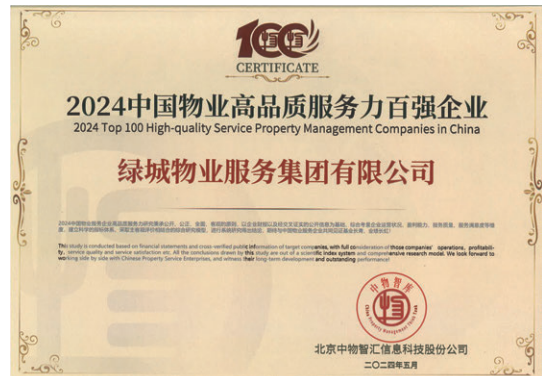 100
CERTIFICATE
2024中国物业高品质服务力百强企业
2024 Top 100 High-quality Service Property Management Companies in China
绿城物业服务集团有限公司
This study is conducted based on financial statements and cross-verified public information of target companies, with full consideration of those companies' operations, profitabili-
ty, service quality and service satisfaction etc. All the conclusions drawn by this study are out of a scientific index system and comprehensive research model. We look forward to
working side by side with Chinese Property Service Enterprises, and witness their long term development and outstanding performance!
中物智库
China Property Management Think Tank
北京中物智汇信息科技股份公司
二〇二四年五月